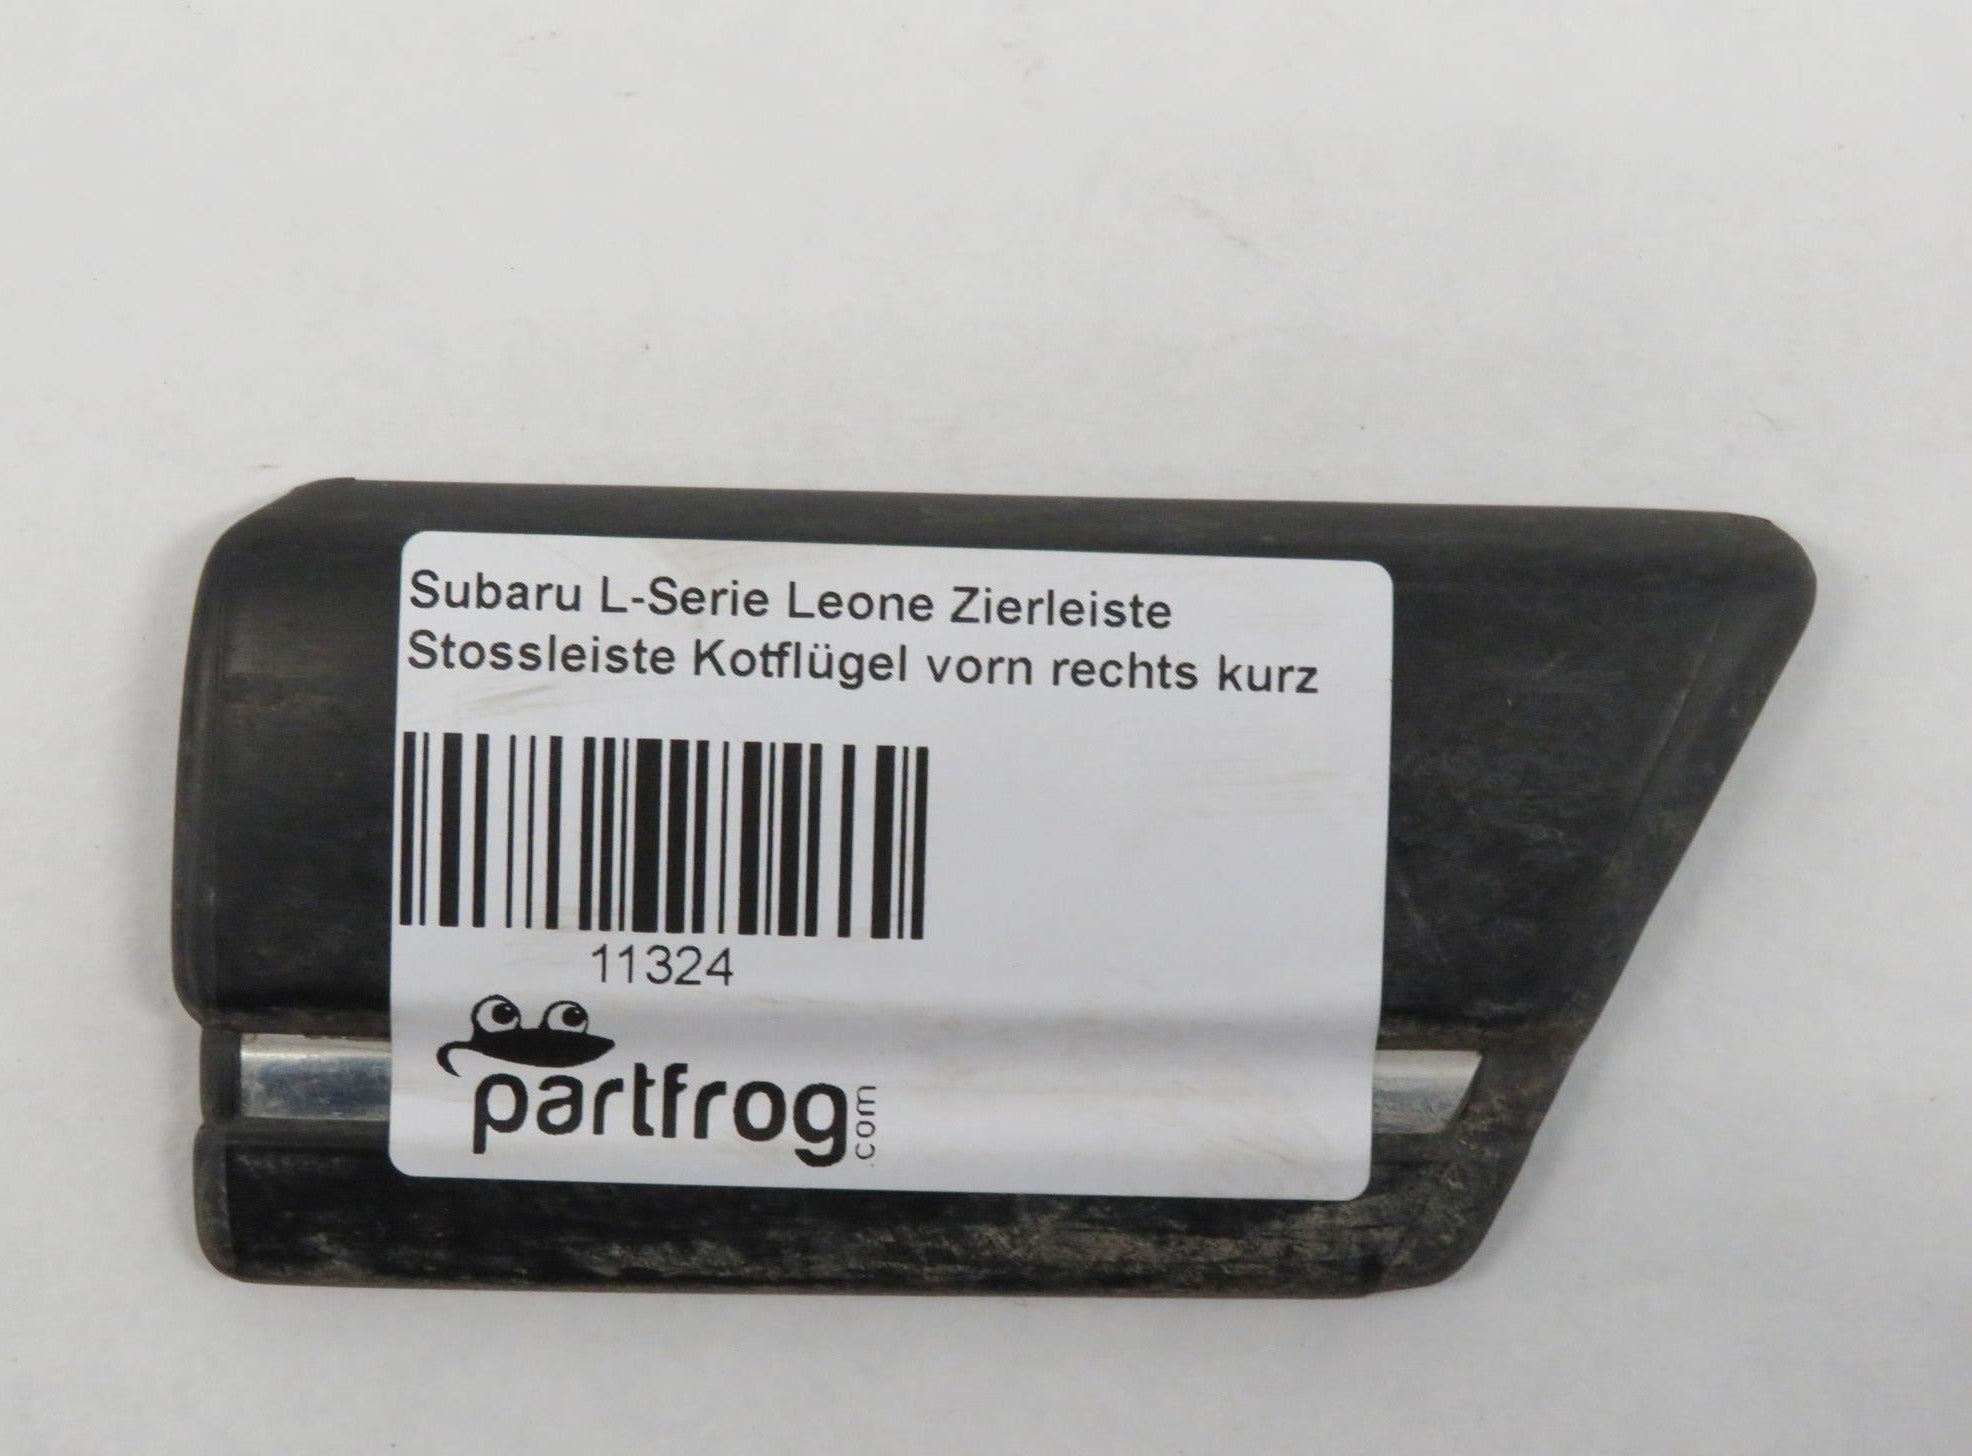 Subaru L-Serie Leone Zierleiste
Stossleiste Kotflügel vorn rechts kurz
11324
partfrog.com